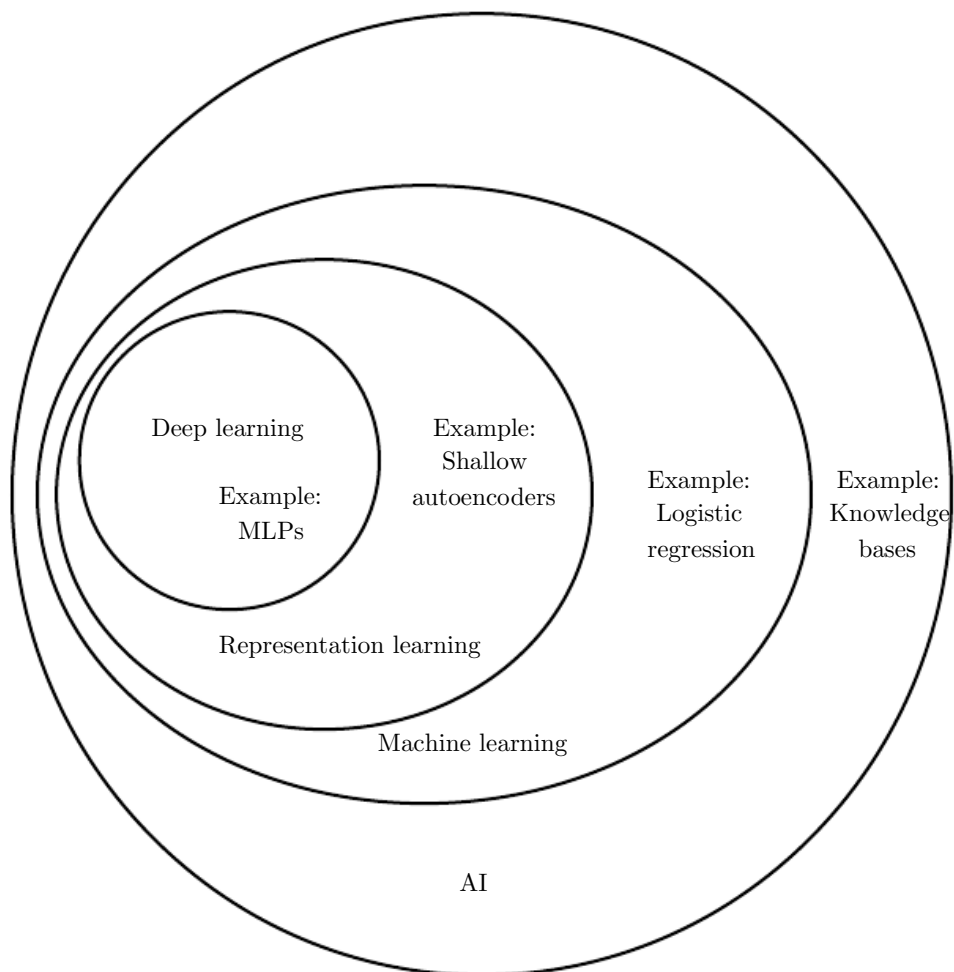 Deep learning
Example:
MLPs
Example:
Shallow
autoencoders
Example:
Logistic
regression
Example:
Knowledge
bases
Representation learning
Machine learning
AI